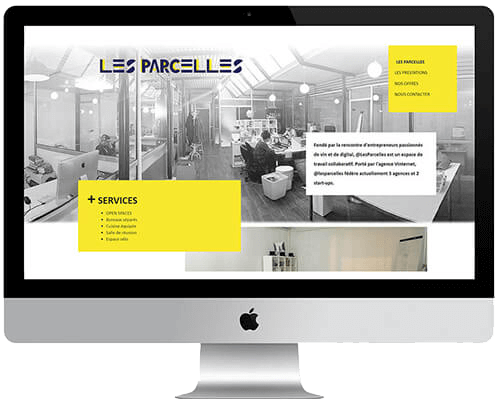 LES PARCELLES
LES PARCELLES
LES PRESTATIONS
NOS OFFRES
NOUS CONTACTER
Fondé par la rencontre d'entrepreneurs passionnés
de vin et de digital, @LesParcelles est un espace de
travail collaboratif. Porté par l'agence Vinternet,
@lesparcelles fédère actuellement 5 agences et 2
start-ups.
+ SERVICES
• OPEN SPACES
• Bureaux séparés
• Cuisine équipée
• Salle de réunion
• Espace vélo